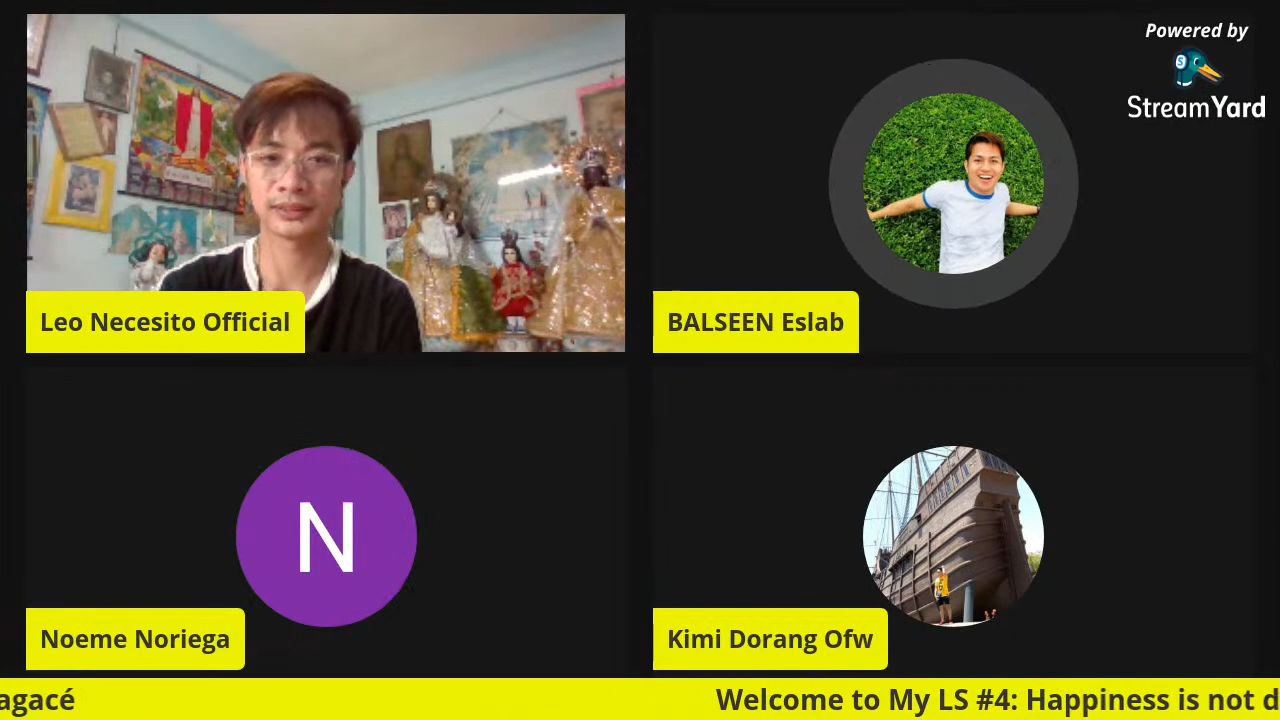 Powered by
StreamYard
Leo Necesito Official
BALSEEN Eslab
N
Noeme Noriega
Kimi Dorang Ofw
agacé
Welcome to My LS #4: Happiness is not d